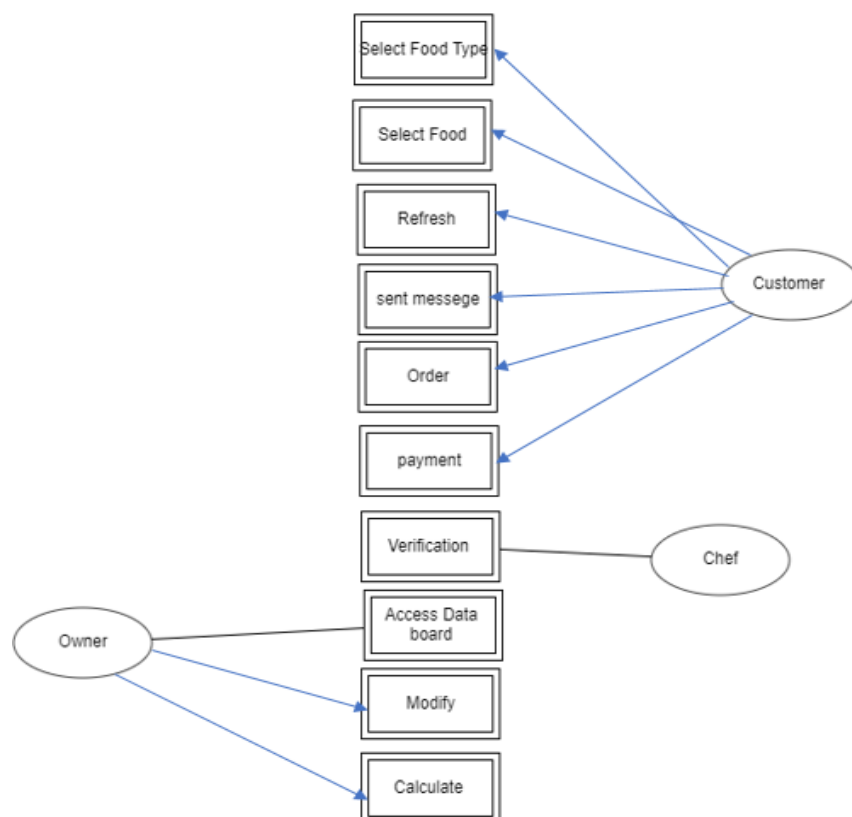 Select Food Type
Select Food
Refresh
Customer
sent messege
Order
payment
Verification
Chef
Access Data
board
Owner
Modify
Calculate